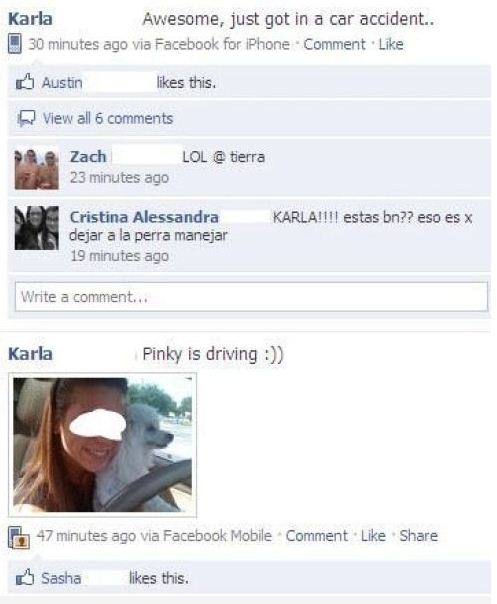 Karla Awesome, just got in a car accident..
30 minutes ago via Facebook for iPhone · Comment · Like
Austin likes this.
View all 6 comments
Zach LOL @ tierra
23 minutes ago
Cristina Alessandra KARLA!!!! estas bn?? eso es x
dejar a la perra manejar
19 minutes ago
Write a comment...
Karla Pinky is driving :))
47 minutes ago via Facebook Mobile · Comment · Like · Share
Sasha likes this.